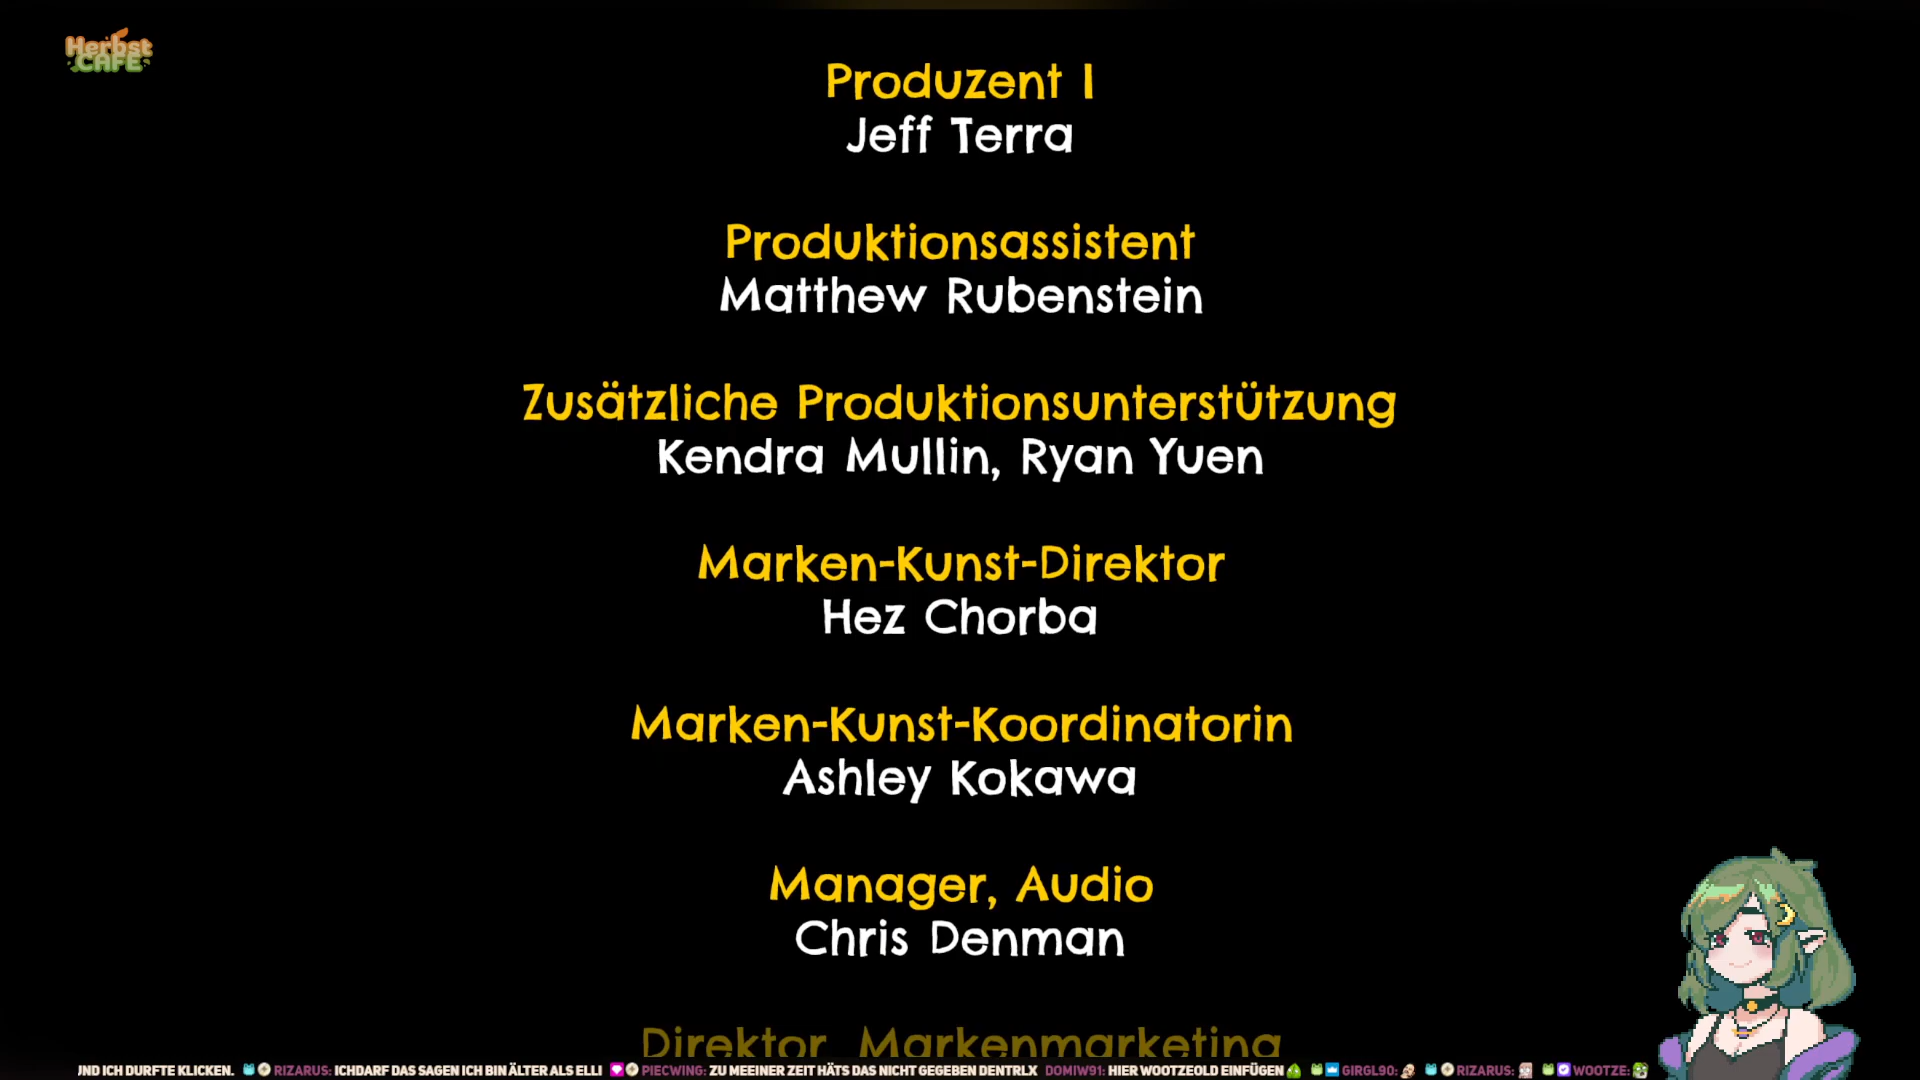 Herbst
CAFE
Produzent I
Jeff Terra
Produktionsassistent
Matthew Rubenstein
Zusätzliche Produktionsunterstützung
Kendra Mullin, Ryan Yuen
Marken-Kunst-Direktor
Hez Chorba
Marken-Kunst-Koordinatorin
Ashley Kokawa
Manager, Audio
Chris Denman
Direktor, Markenmarketing
UND ICH DURFTE KLICKEN. RIZARUS: ICHDARF DAS SAGEN ICH BIN ÄLTER ALS ELLI PIECWING: ZU MEEINER ZEIT HÄTS DAS NICHT GEGEBEN DENTRLX DOMIW91: HIER WOOTZEOLD EINFÜGEN GIRGL90: RIZARUS: WOOTZE: